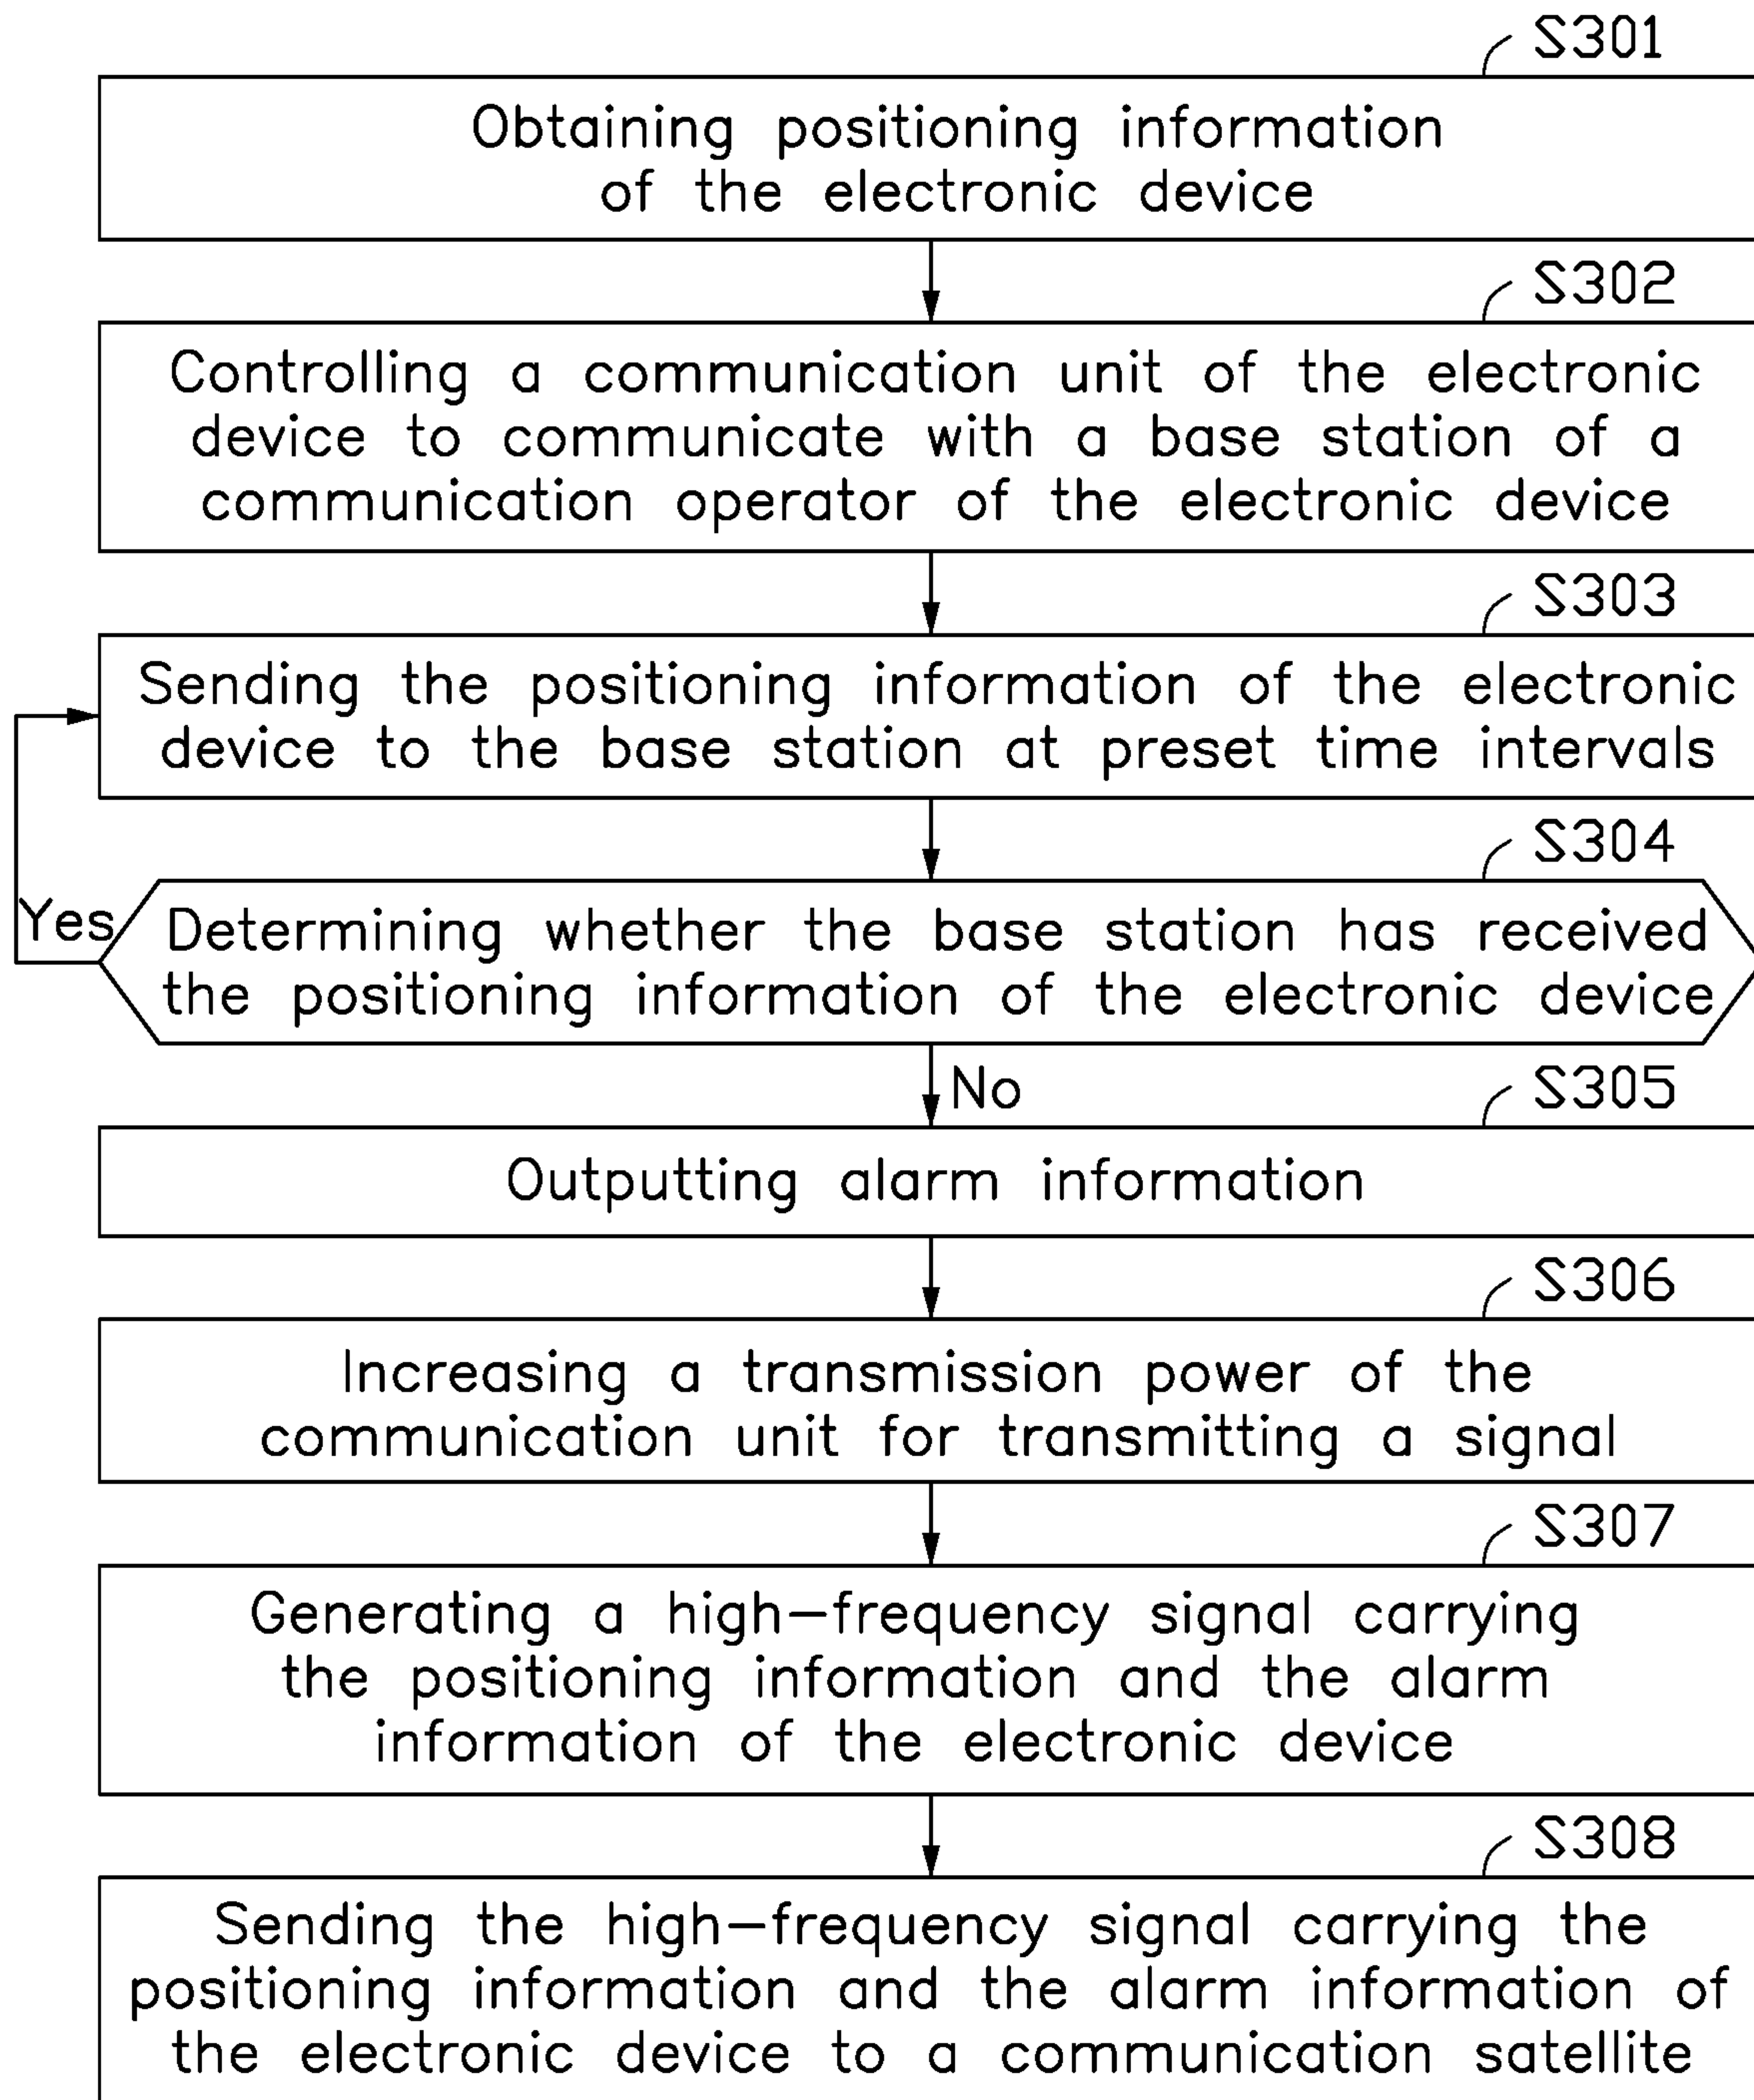 S301
Obtaining positioning information
of the electronic device
S302
Controlling a communication unit of the electronic
device to communicate with a base station of a
communication operator of the electronic device
S303
Sending the positioning information of the electronic
device to the base station at preset time intervals
S304
Yes
Determining whether the base station has received
the positioning information of the electronic device
No
S305
Outputting alarm information
S306
Increasing a transmission power of the
communication unit for transmitting a signal
S307
Generating a high-frequency signal carrying
the positioning information and the alarm
information of the electronic device
S308
Sending the high-frequency signal carrying the
positioning information and the alarm information of
the electronic device to a communication satellite